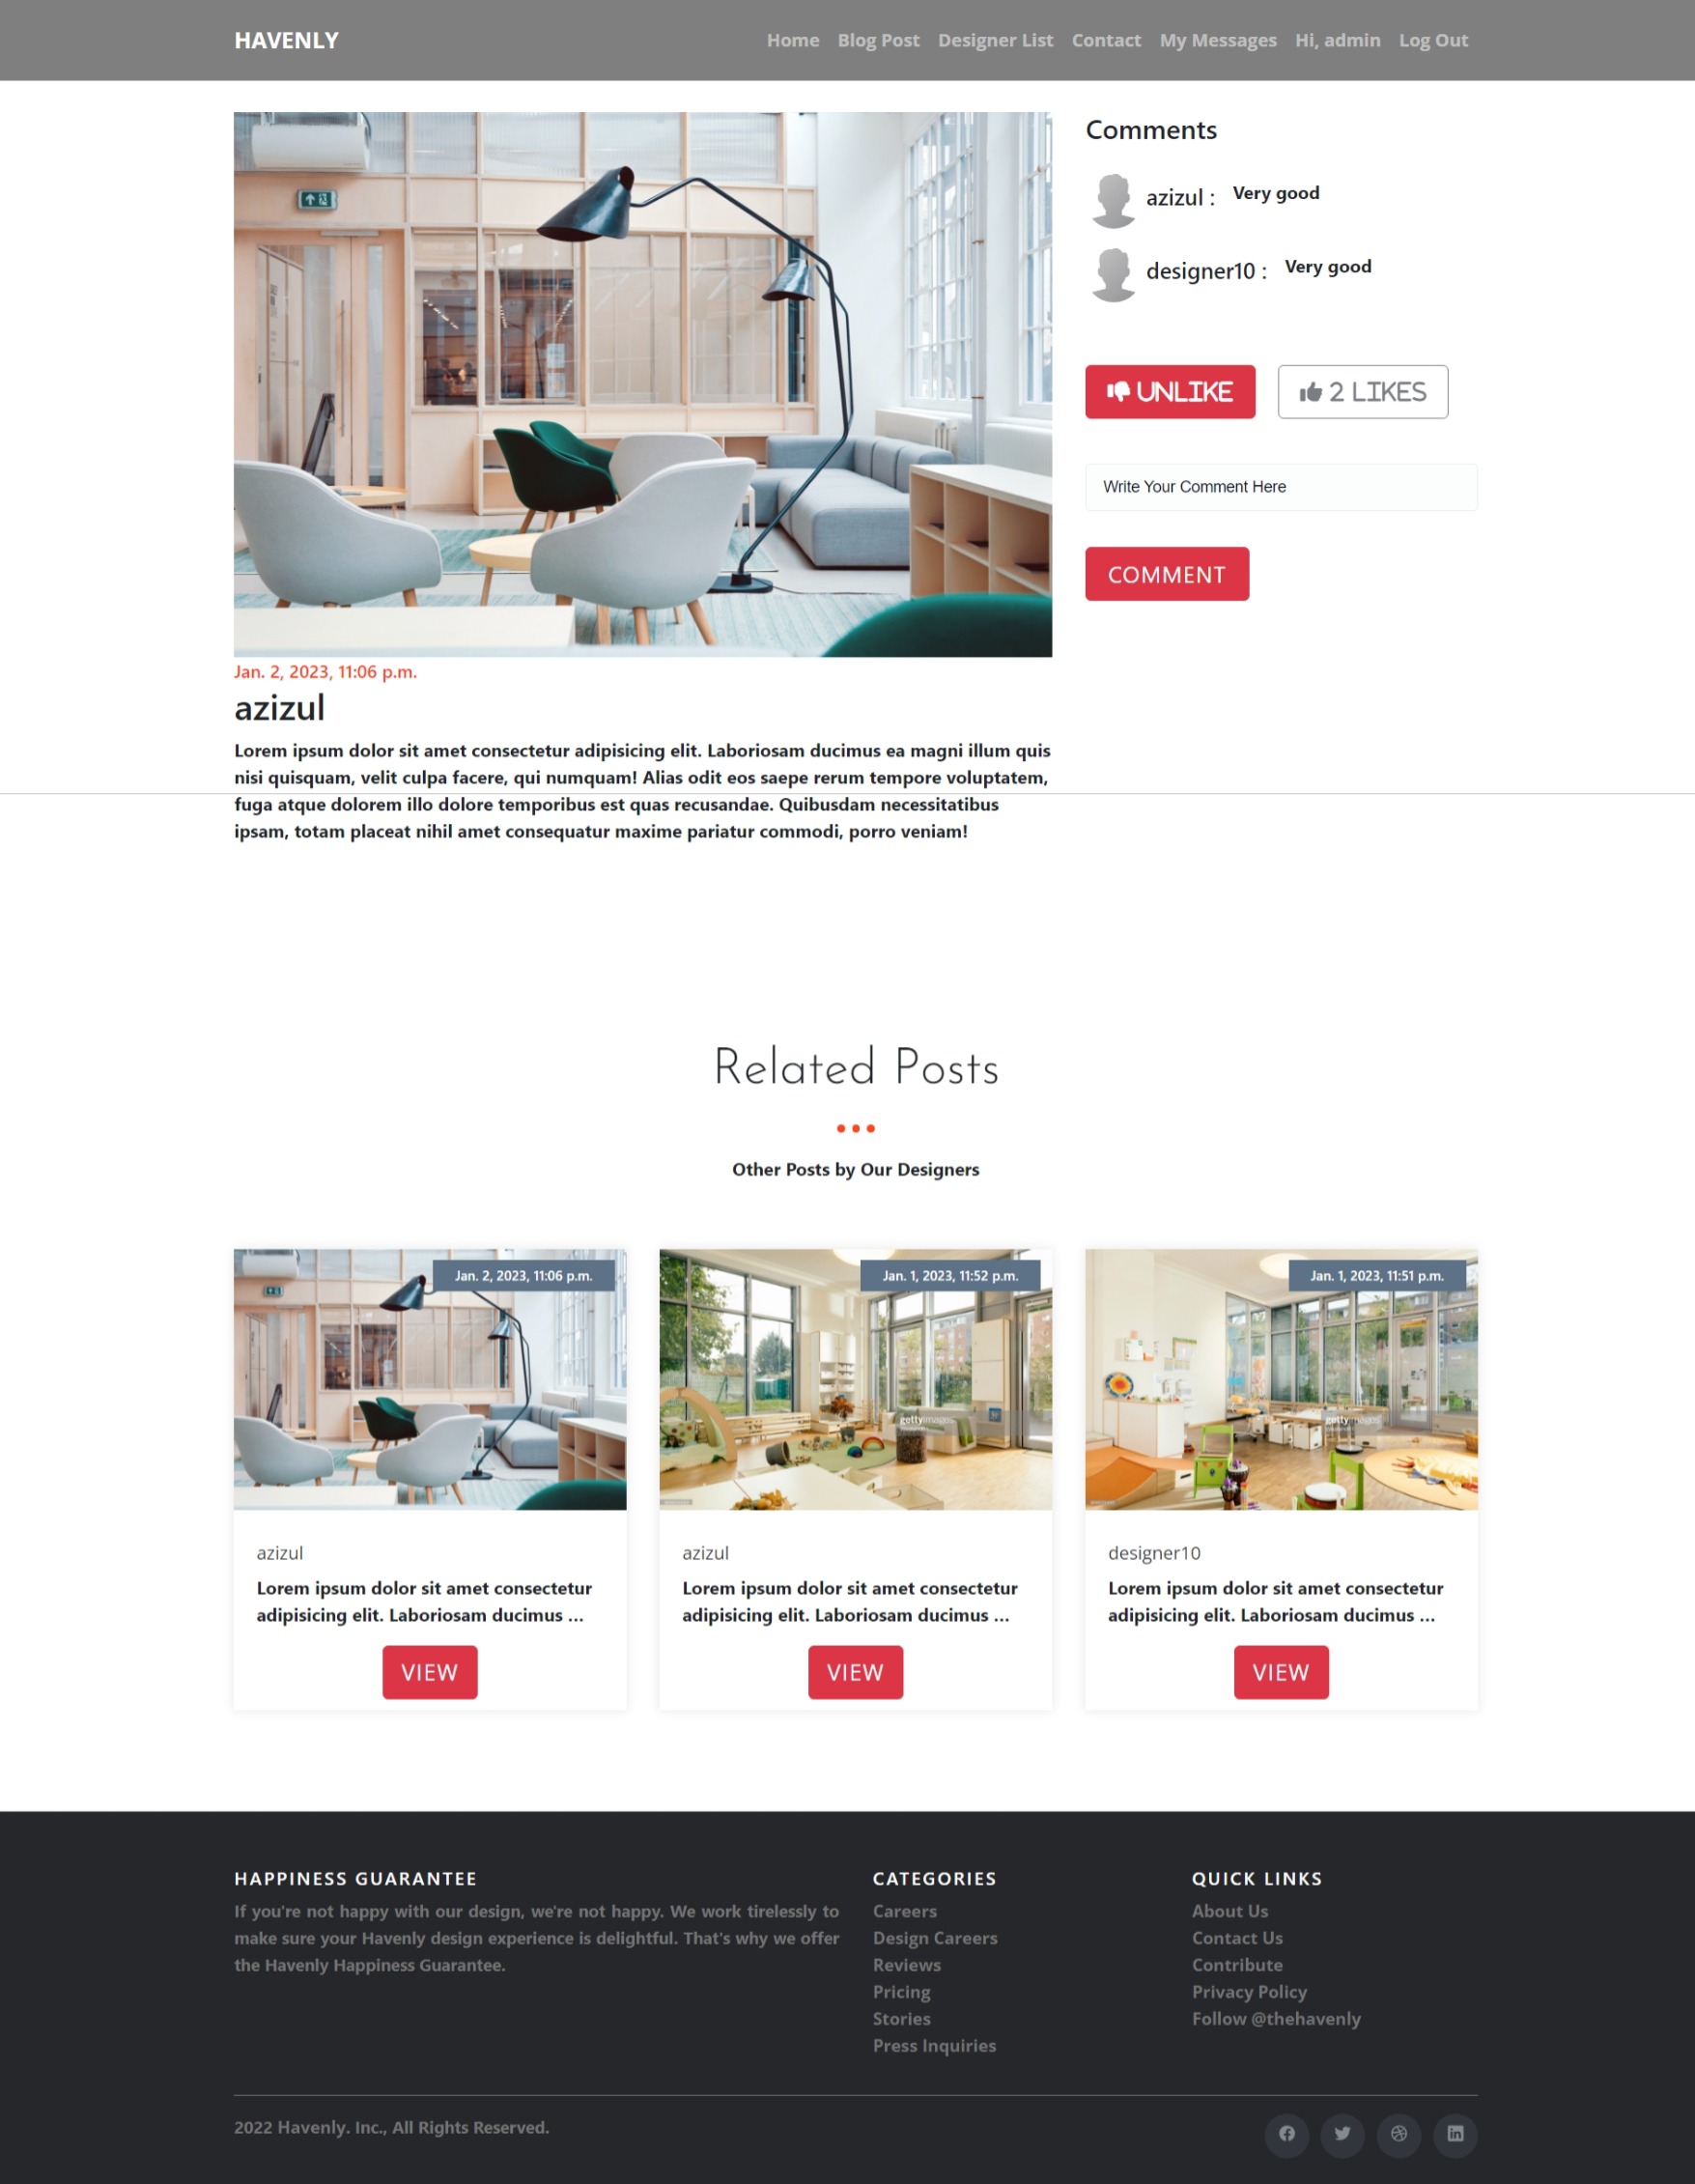 HAVENLY
Home Blog Post Designer List Contact My Messages Hi, admin Log Out
Comments
azizul : Very good
designer10 : Very good
UNLIKE 2 LIKES
Write Your Comment Here
COMMENT
Jan. 2, 2023, 11:06 p.m.
azizul
Lorem ipsum dolor sit amet consectetur adipisicing elit. Laboriosam ducimus ea magni illum quis
nisi quisquam, velit culpa facere, qui numquam! Alias odit eos saepe rerum tempore voluptatem,
fuga atque dolorem illo dolore temporibus est quas recusandae. Quibusdam necessitatibus
ipsam, totam placeat nihil amet consequatur maxime pariatur commodi, porro veniam!
Related Posts
Other Posts by Our Designers
Jan. 2, 2023, 11:06 p.m.
azizul
Lorem ipsum dolor sit amet consectetur
adipisicing elit. Laboriosam ducimus ...
VIEW
Jan. 1, 2023, 11:52 p.m.
gettyimages
azizul
Lorem ipsum dolor sit amet consectetur
adipisicing elit. Laboriosam ducimus ...
VIEW
Jan. 1, 2023, 11:51 p.m.
gettyimages
designer10
Lorem ipsum dolor sit amet consectetur
adipisicing elit. Laboriosam ducimus ...
VIEW
HAPPINESS GUARANTEE
If you're not happy with our design, we're not happy. We work tirelessly to
make sure your Havenly design experience is delightful. That's why we offer
the Havenly Happiness Guarantee.
CATEGORIES
Careers
Design Careers
Reviews
Pricing
Stories
Press Inquiries
QUICK LINKS
About Us
Contact Us
Contribute
Privacy Policy
Follow @thehavenly
2022 Havenly. Inc., All Rights Reserved.